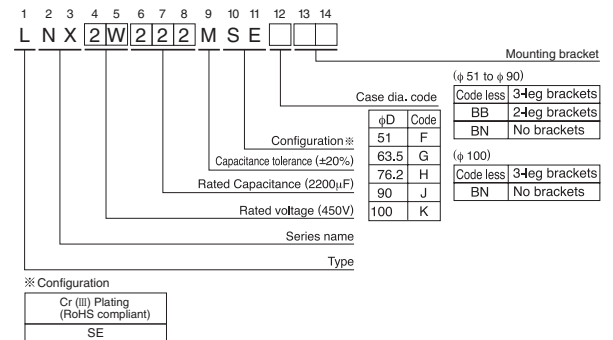 1 2 3 4 5 6 7 8 9 10 11 12 13 14
L N X 2 W 2 2 2 M S E
Mounting bracket
(φ 51 to φ 90)
Code less 3-leg brackets
BB 2-leg brackets
BN No brackets
(φ 100)
Code less 3-leg brackets
BN No brackets
Case dia. code
φD Code
51 F
63.5 G
76.2 H
90 J
100 K
Configuration※
Capacitance tolerance (±20%)
Rated Capacitance (2200μF)
Rated voltage (450V)
Series name
Type
※Configuration
Cr (III) Plating
(RoHS compliant)
SE